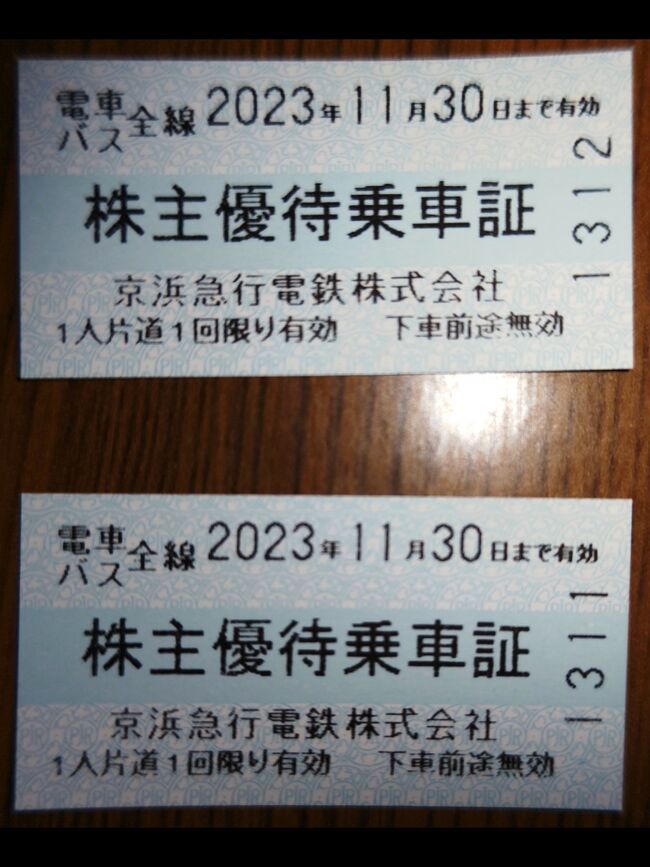 電車
バス 全線 2023年11月30日まで有効
株主優待乗車証
京浜急行電鉄株式会社
1人片道1回限り有効 下車前途無効
1312
電車
バス 全線 2023年11月30日まで有効
株主優待乗車証
京浜急行電鉄株式会社
1人片道1回限り有効 下車前途無効
1311